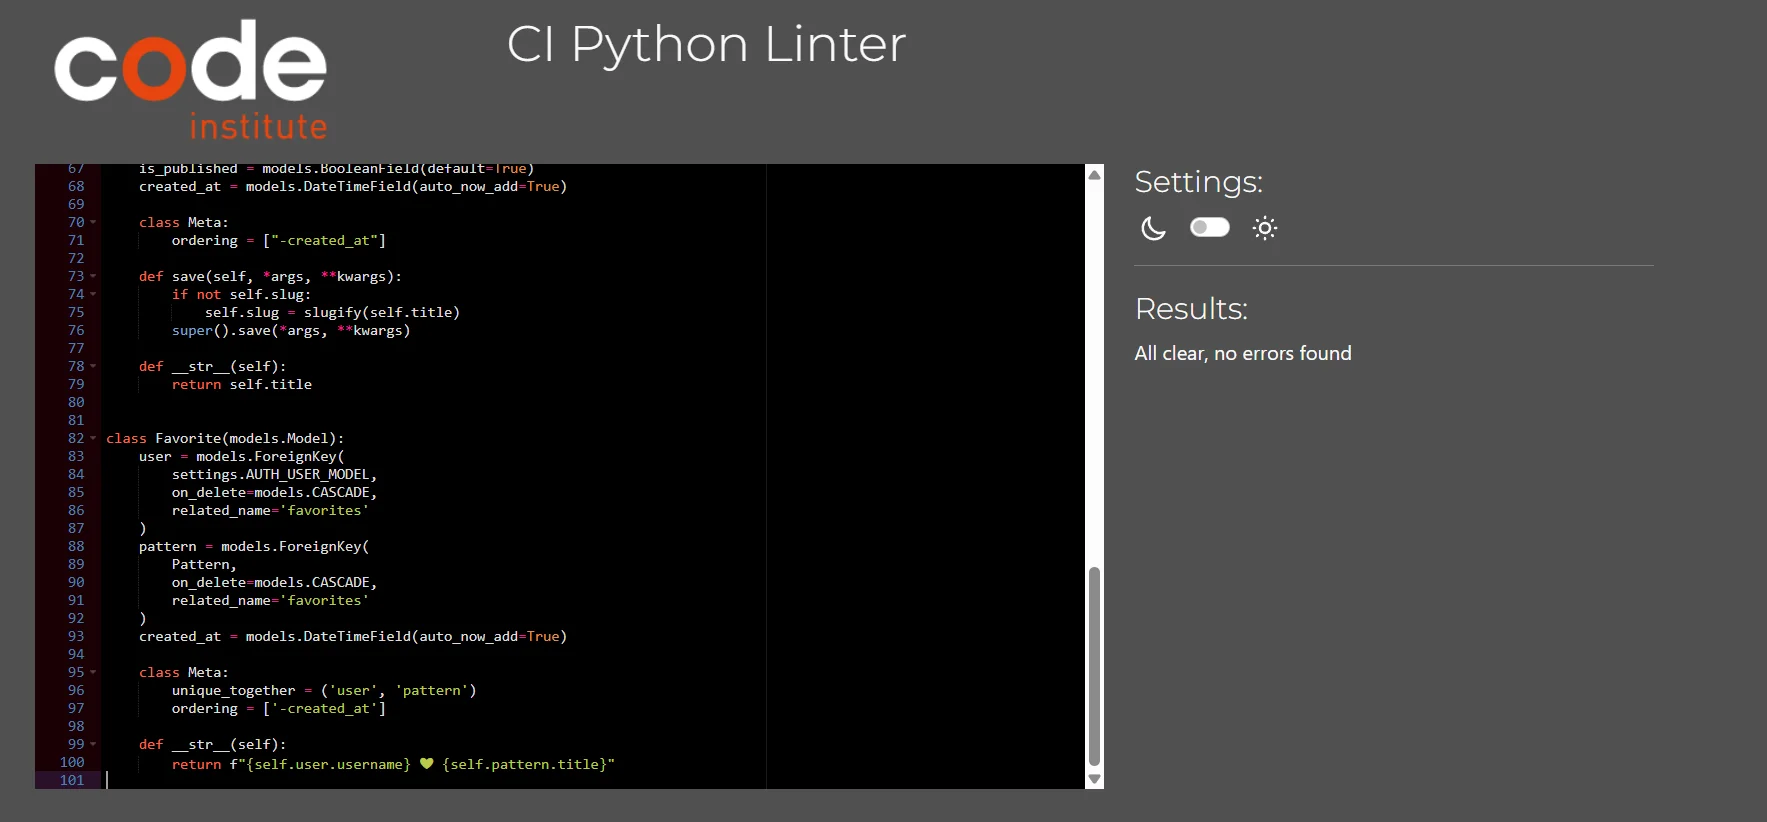 code
institute
CI Python Linter
67 is_published = models.BooleanField(default=True)
68 created_at = models.DateTimeField(auto_now_add=True)
69
70 class Meta:
71 ordering = ["-created_at"]
72
73 def save(self, *args, **kwargs):
74 if not self.slug:
75 self.slug = slugify(self.title)
76 super().save(*args, **kwargs)
77
78 def __str__(self):
79 return self.title
80
81
82 class Favorite(models.Model):
83 user = models.ForeignKey(
84 settings.AUTH_USER_MODEL,
85 on_delete=models.CASCADE,
86 related_name='favorites'
87 )
88 pattern = models.ForeignKey(
89 Pattern,
90 on_delete=models.CASCADE,
91 related_name='favorites'
92 )
93 created_at = models.DateTimeField(auto_now_add=True)
94
95 class Meta:
96 unique_together = ('user', 'pattern')
97 ordering = ['-created_at']
98
99 def __str__(self):
100 return f"{self.user.username} ♥ {self.pattern.title}"
101
Settings:
Results:
All clear, no errors found